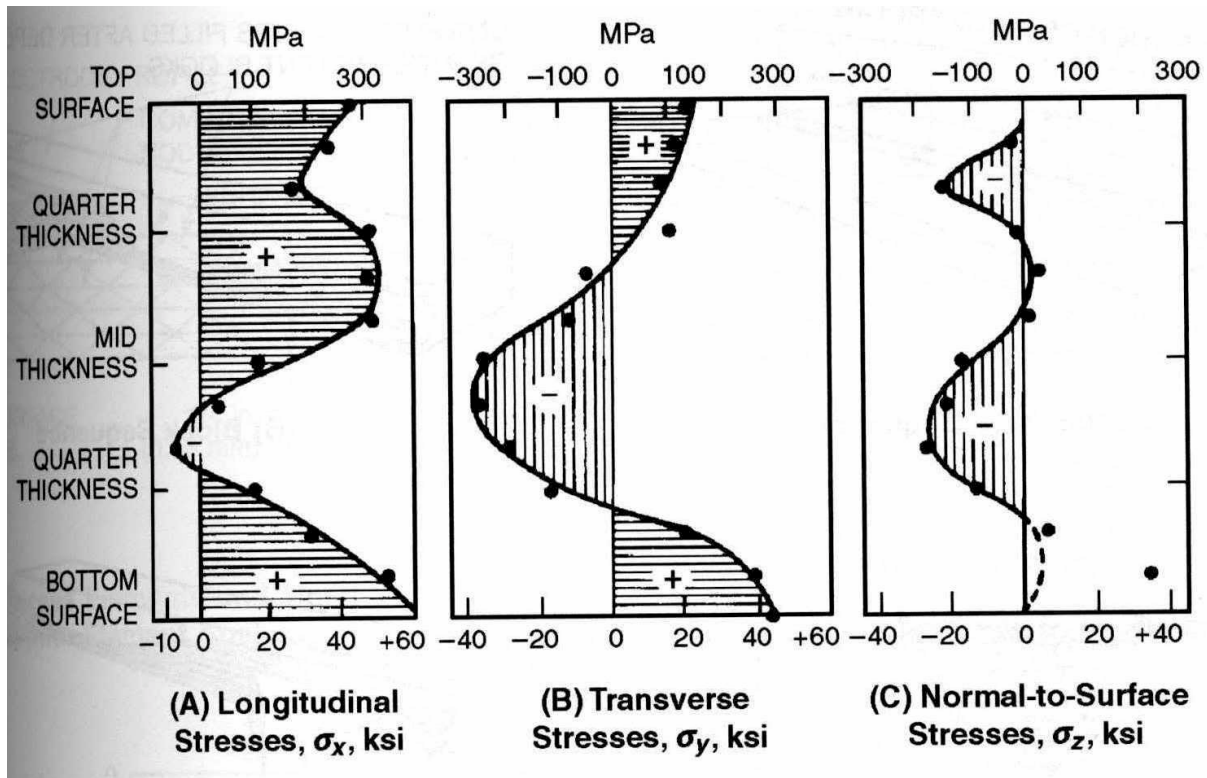 MPa
MPa
MPa
TOP
SURFACE
QUARTER
THICKNESS
MID
THICKNESS
QUARTER
THICKNESS
BOTTOM
SURFACE
0 100 300
+
−
+
−10 0 20 40 +60
(A) Longitudinal
Stresses, σx, ksi
−300 −100 0 100 300
+
−
+
−40 −20 0 20 40 +60
(B) Transverse
Stresses, σy, ksi
−300 −100 0 100 300
−
−
−40 −20 0 20 +40
(C) Normal-to-Surface
Stresses, σz, ksi